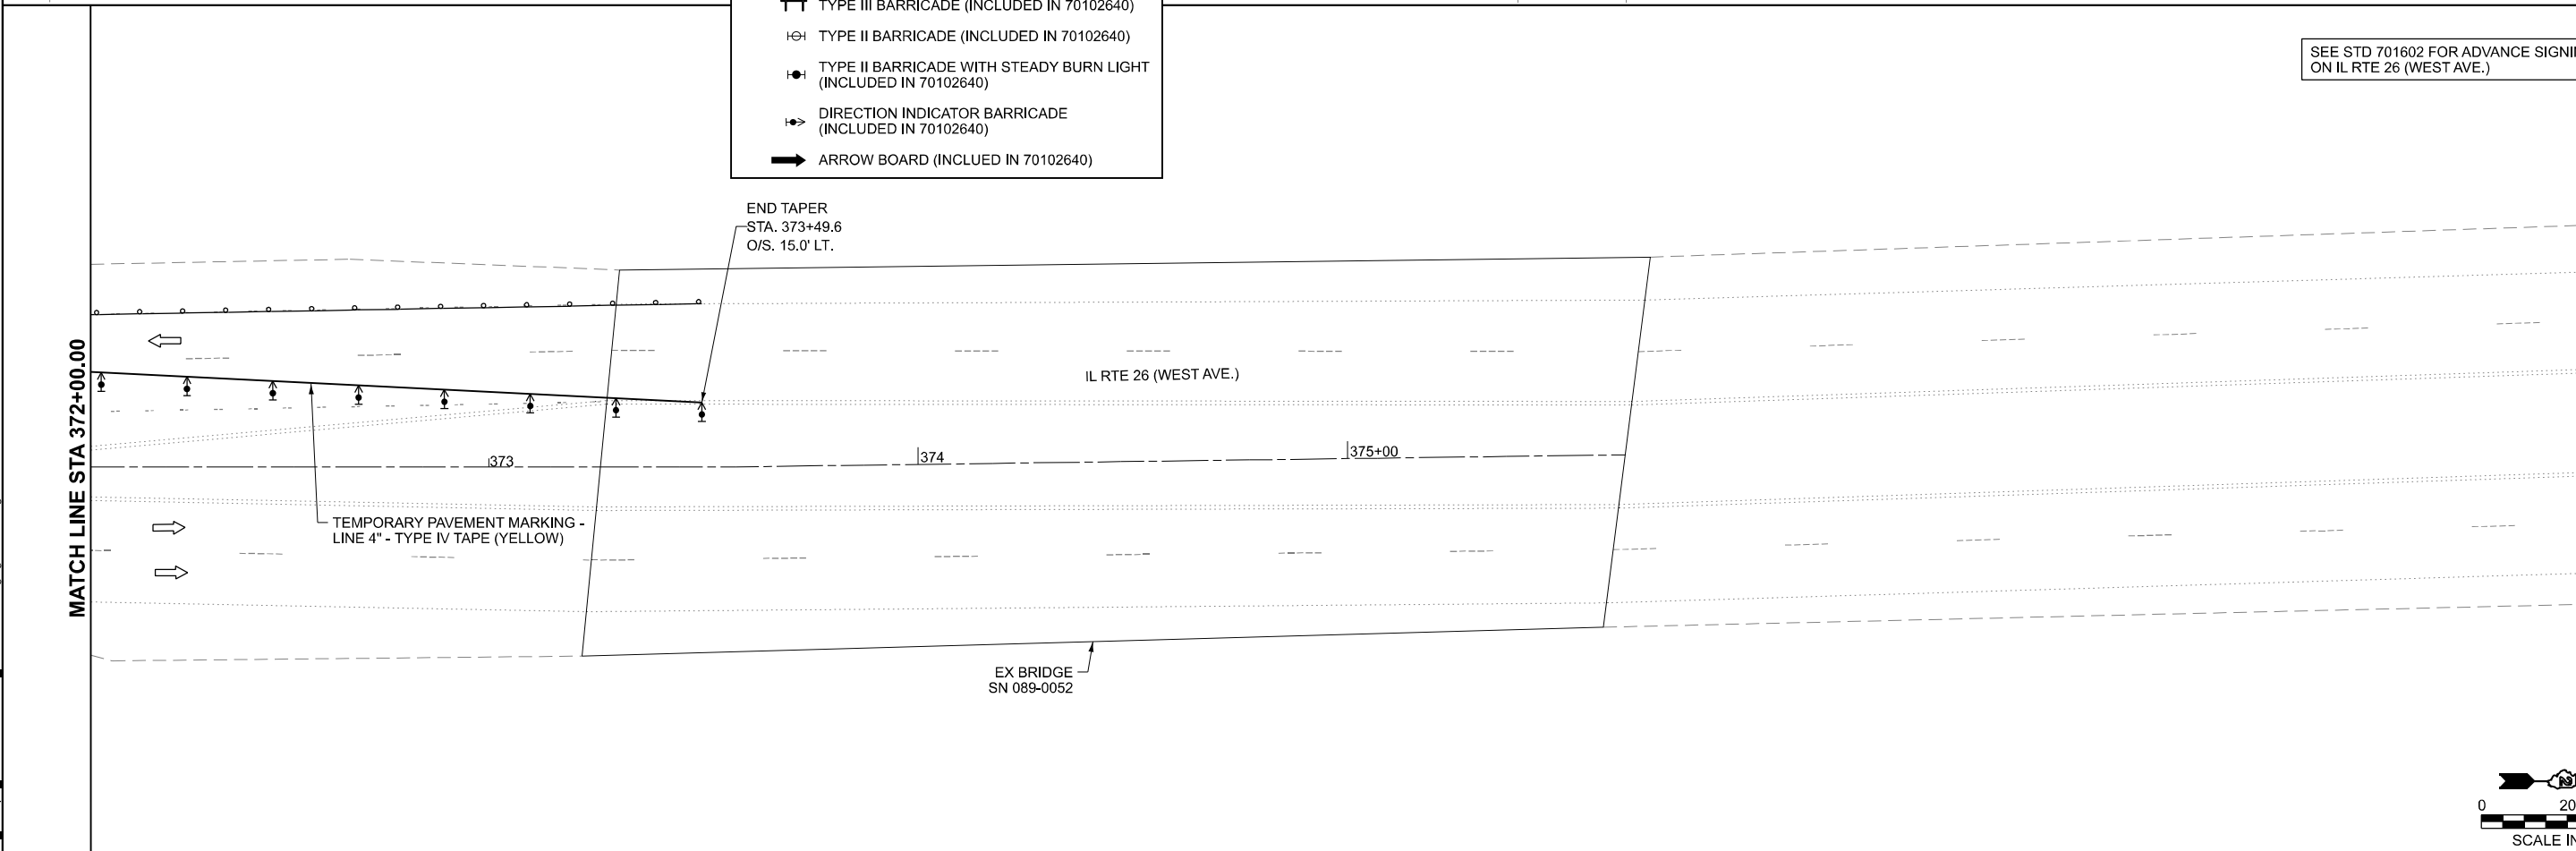 TYPE III BARRICADE (INCLUDED IN 70102640)
TYPE II BARRICADE (INCLUDED IN 70102640)
TYPE II BARRICADE WITH STEADY BURN LIGHT
(INCLUDED IN 70102640)
DIRECTION INDICATOR BARRICADE
(INCLUDED IN 70102640)
ARROW BOARD (INCLUED IN 70102640)
SEE STD 701602 FOR ADVANCE
ON IL RTE 26 (WEST AVE.)
END TAPER
STA. 373+49.6
O/S. 15.0' LT.
MATCH LINE STA 372+00.00
IL RTE 26 (WEST AVE.)
373
374
375+00
TEMPORARY PAVEMENT MARKING -
LINE 4" - TYPE IV TAPE (YELLOW)
EX BRIDGE
SN 089-0052
0 20
SCALE IN